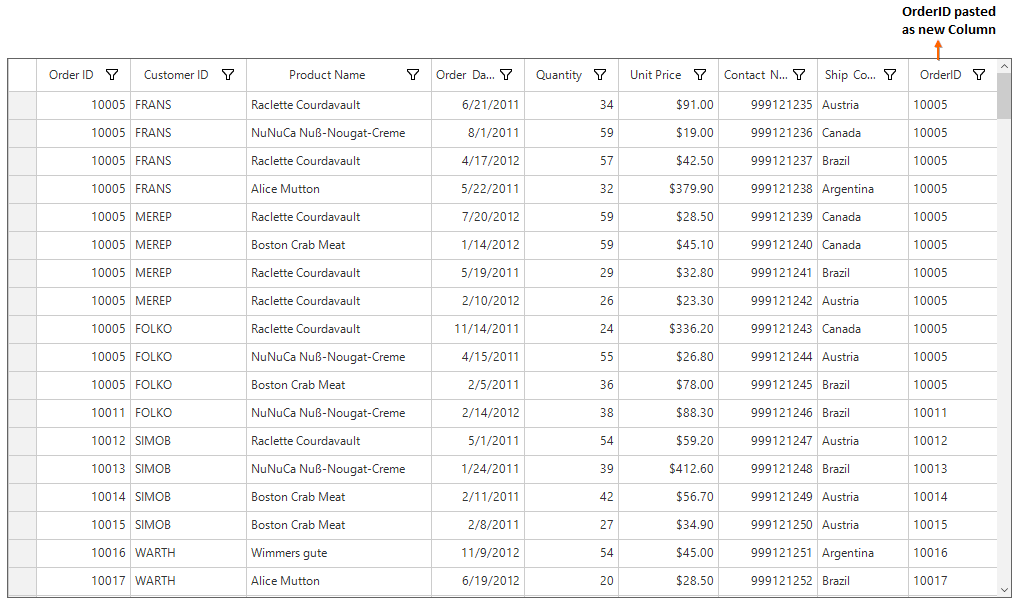 OrderID pasted
as new Column
Order ID Customer ID Product Name Order Da... Quantity Unit Price Contact N... Ship Co... OrderID
10005 FRANS Raclette Courdavault 6/21/2011 34 $91.00 999121235 Austria 10005
10005 FRANS NuNuCa Nuß-Nougat-Creme 8/1/2011 59 $19.00 999121236 Canada 10005
10005 FRANS Raclette Courdavault 4/17/2012 57 $42.50 999121237 Brazil 10005
10005 FRANS Alice Mutton 5/22/2011 32 $379.90 999121238 Argentina 10005
10005 MEREP Raclette Courdavault 7/20/2012 59 $28.50 999121239 Canada 10005
10005 MEREP Boston Crab Meat 1/14/2012 59 $45.10 999121240 Canada 10005
10005 MEREP Raclette Courdavault 5/19/2011 29 $32.80 999121241 Brazil 10005
10005 MEREP Raclette Courdavault 2/10/2012 26 $23.30 999121242 Austria 10005
10005 FOLKO Raclette Courdavault 11/14/2011 24 $336.20 999121243 Canada 10005
10005 FOLKO NuNuCa Nuß-Nougat-Creme 4/15/2011 55 $26.80 999121244 Austria 10005
10005 FOLKO Boston Crab Meat 2/5/2011 36 $78.00 999121245 Brazil 10005
10011 FOLKO NuNuCa Nuß-Nougat-Creme 2/14/2012 38 $88.30 999121246 Brazil 10011
10012 SIMOB Raclette Courdavault 5/1/2011 54 $59.20 999121247 Austria 10012
10013 SIMOB NuNuCa Nuß-Nougat-Creme 1/24/2011 39 $412.60 999121248 Brazil 10013
10014 SIMOB Boston Crab Meat 2/11/2011 42 $56.70 999121249 Austria 10014
10015 SIMOB Boston Crab Meat 2/8/2011 27 $34.90 999121250 Austria 10015
10016 WARTH Wimmers gute 11/9/2012 54 $45.00 999121251 Argentina 10016
10017 WARTH Alice Mutton 6/19/2012 20 $28.50 999121252 Brazil 10017